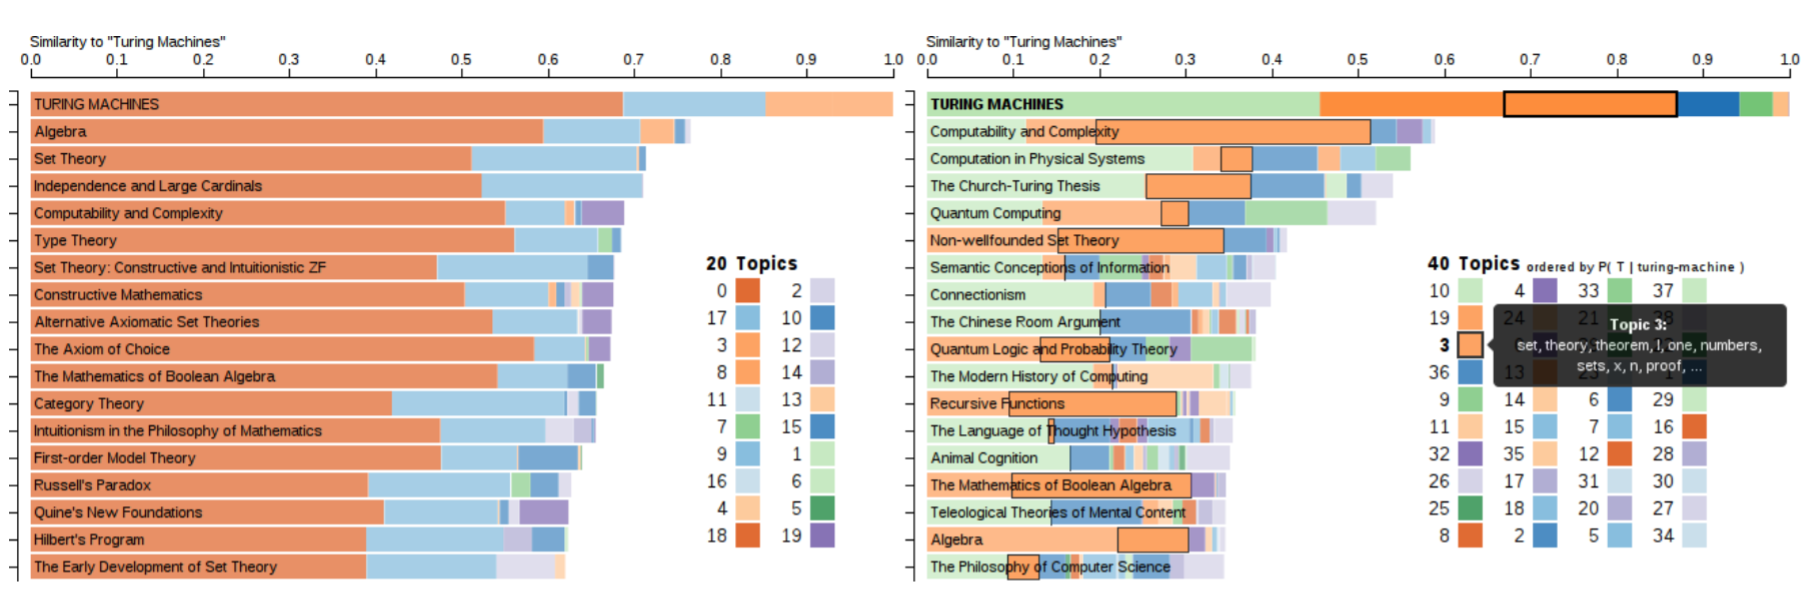 Similarity to "Turing Machines"
0.0 0.1 0.2 0.3 0.4 0.5 0.6 0.7 0.8 0.9 1.0
TURING MACHINES
Algebra
Set Theory
Independence and Large Cardinals
Computability and Complexity
Type Theory
Set Theory: Constructive and Intuitionistic ZF
Constructive Mathematics
Alternative Axiomatic Set Theories
The Axiom of Choice
The Mathematics of Boolean Algebra
Category Theory
Intuitionism in the Philosophy of Mathematics
First-order Model Theory
Russell's Paradox
Quine's New Foundations
Hilbert's Program
The Early Development of Set Theory
20 Topics
0 2
17 10
3 12
8 14
11 13
7 15
9 1
16 6
4 5
18 19
Similarity to "Turing Machines"
0.0 0.1 0.2 0.3 0.4 0.5 0.6 0.7 0.8 0.9 1.0
TURING MACHINES
Computability and Complexity
Computation in Physical Systems
The Church-Turing Thesis
Quantum Computing
Non-wellfounded Set Theory
Semantic Conceptions of Information
Connectionism
The Chinese Room Argument
Quantum Logic and Probability Theory
The Modern History of Computing
Recursive Functions
The Language of Thought Hypothesis
Animal Cognition
The Mathematics of Boolean Algebra
Teleological Theories of Mental Content
Algebra
The Philosophy of Computer Science
40 Topics ordered by P( T | turing-machine )
10 4 33 37
19 24 21 38
3
36 13 23 1
9 14 6 29
11 15 7 16
32 35 12 28
26 17 31 30
25 18 20 27
8 2 5 34
Topic 3:
set, theory, theorem, 1, one, numbers,
sets, x, n, proof, ...